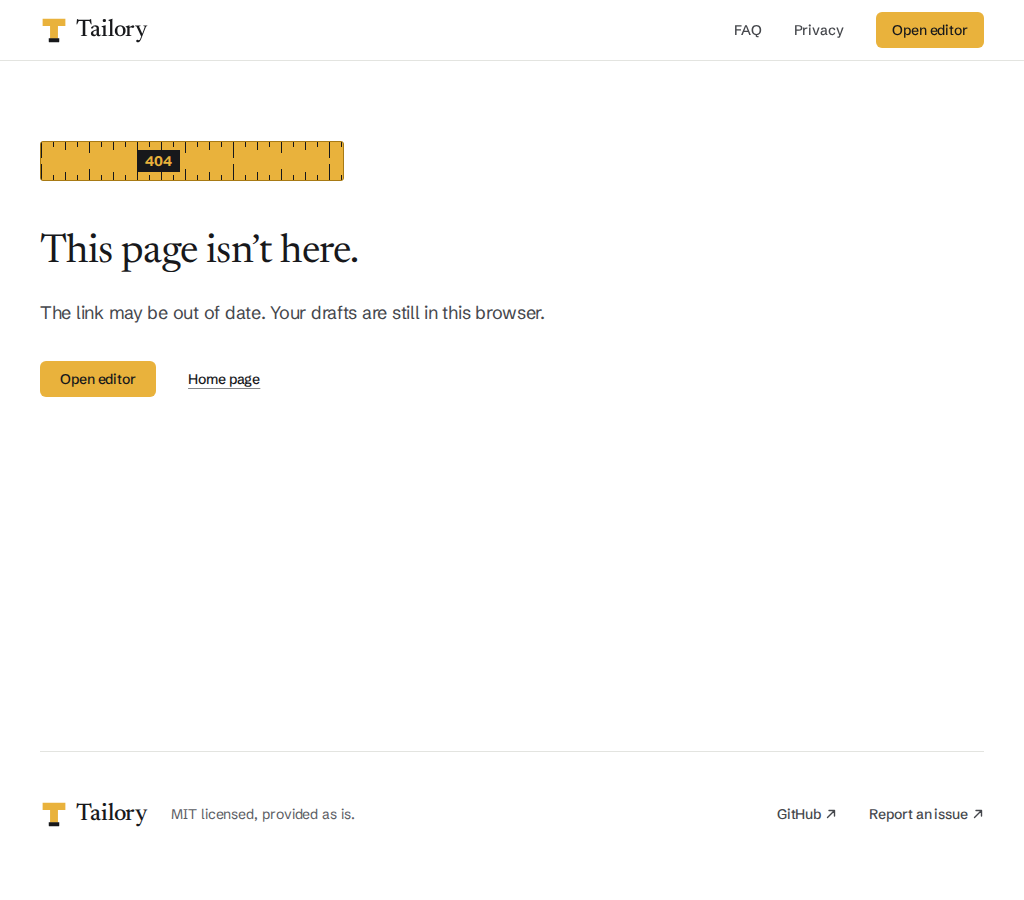 Tailory
FAQ
Privacy
Open editor
404
This page isn’t here.
The link may be out of date. Your drafts are still in this browser.
Open editor
Home page
Tailory
MIT licensed, provided as is.
GitHub ↗
Report an issue ↗